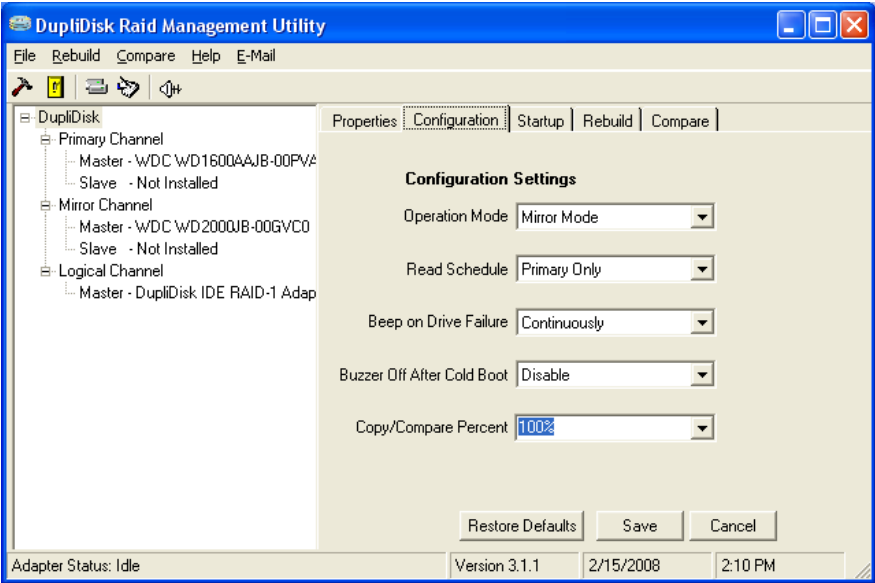 DupliDisk Raid Management Utility
File Rebuild Compare Help E-Mail
DupliDisk
Primary Channel
Master - WDC WD1600AAJB-00PVA
Slave - Not Installed
Mirror Channel
Master - WDC WD2000JB-00GVC0
Slave - Not Installed
Logical Channel
Master - DupliDisk IDE RAID-1 Adap
Properties Configuration Startup Rebuild Compare
Configuration Settings
Operation Mode Mirror Mode
Read Schedule Primary Only
Beep on Drive Failure Continuously
Buzzer Off After Cold Boot Disable
Copy/Compare Percent 100%
Restore Defaults Save Cancel
Adapter Status: Idle Version 3.1.1 2/15/2008 2:10 PM